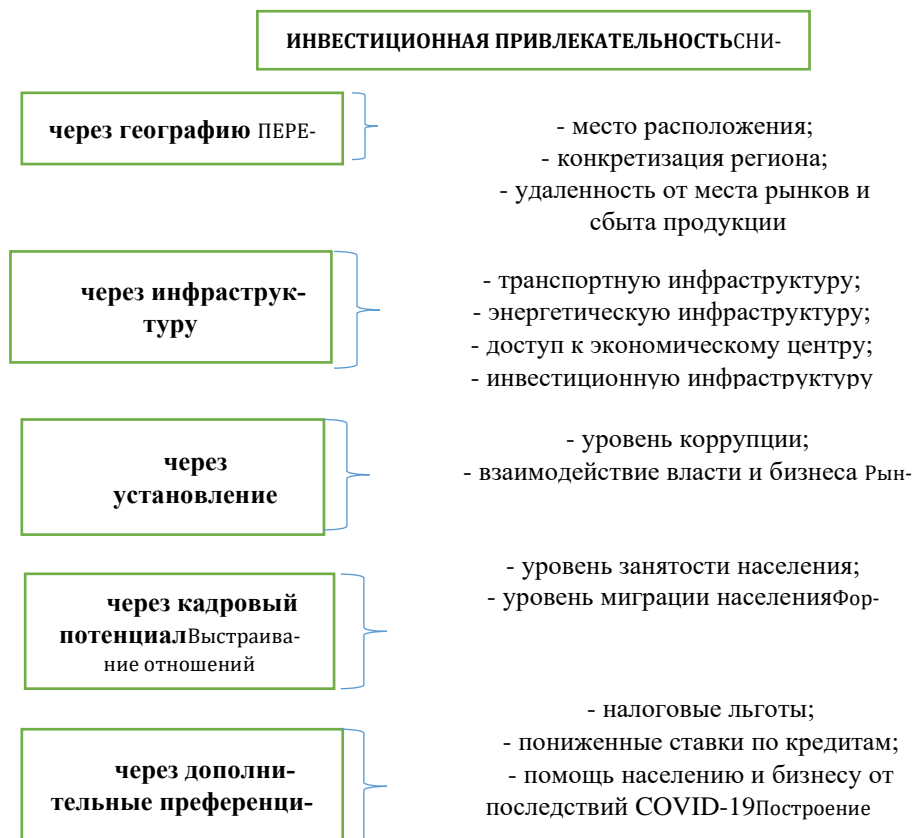 ИНВЕСТИЦИОННАЯ ПРИВЛЕКАТЕЛЬНОСТЬСНИ-
через географию ПЕРЕ-
- место расположения;
- конкретизация региона;
- удаленность от места рынков и
сбыта продукции
через инфраструк-
туру
- транспортную инфраструктуру;
- энергетическую инфраструктуру;
- доступ к экономическому центру;
- инвестиционную инфраструктуру
через
установление
- уровень коррупции;
- взаимодействие власти и бизнеса Рын-
через кадровый
потенциалВыстраива-
ние отношений
- уровень занятости населения;
- уровень миграции населенияФор-
через дополни-
тельные преференци-
- налоговые льготы;
- пониженные ставки по кредитам;
- помощь населению и бизнесу от
последствий COVID-19Построение